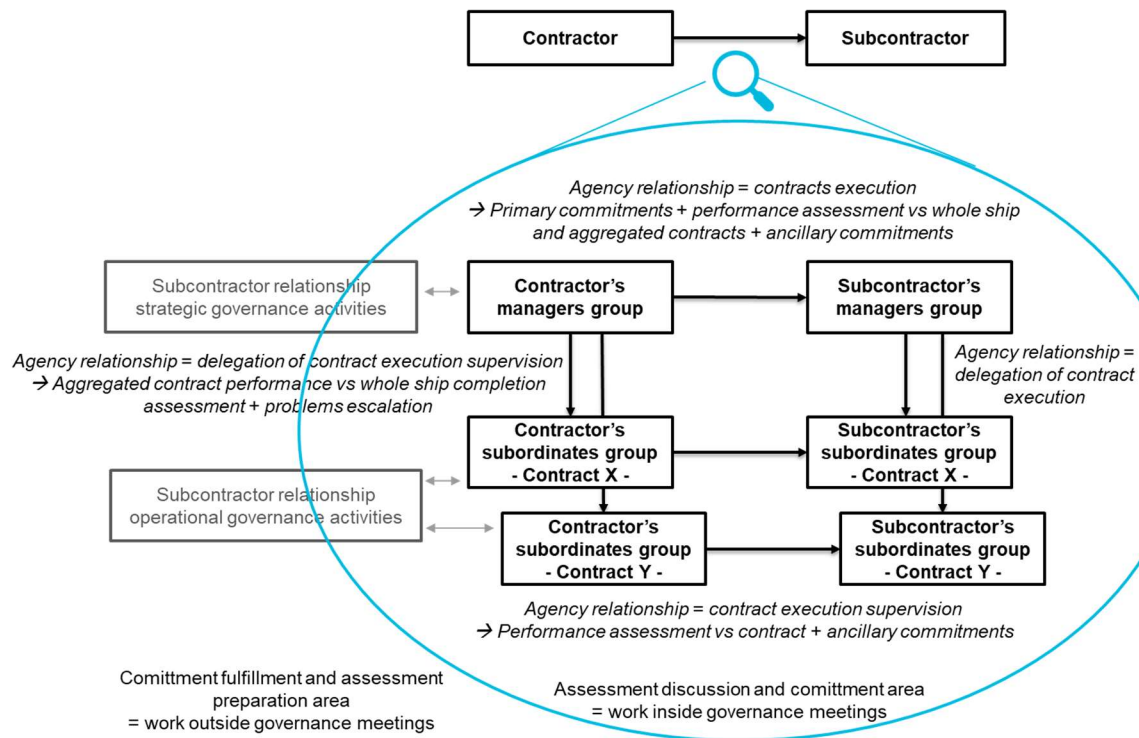 Contractor
Subcontractor
Agency relationship = contracts execution
→ Primary commitments + performance assessment vs whole ship
and aggregated contracts + ancillary commitments
Subcontractor relationship
strategic governance activities
Contractor’s
managers group
Subcontractor’s
managers group
Agency relationship = delegation of contract execution supervision
→ Aggregated contract performance vs whole ship completion
assessment + problems escalation
Agency relationship =
delegation of contract
execution
Contractor’s
subordinates group
- Contract X -
Subcontractor’s
subordinates group
- Contract X -
Subcontractor relationship
operational governance activities
Contractor’s
subordinates group
- Contract Y -
Subcontractor’s
subordinates group
- Contract Y -
Agency relationship = contract execution supervision
→ Performance assessment vs contract + ancillary commitments
Comittment fulfillment and assessment
preparation area
= work outside governance meetings
Assessment discussion and comittment area
= work inside governance meetings